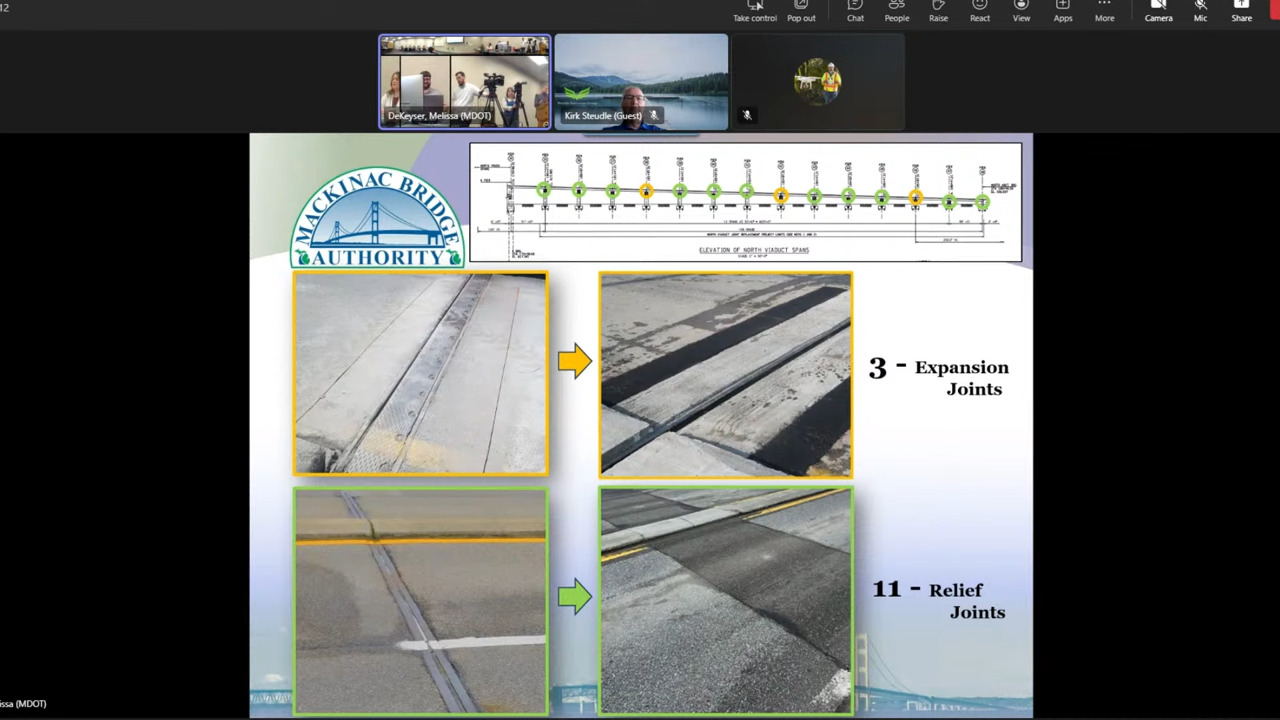 12
Take control
Pop out
Chat
People
Raise
React
View
Apps
More
Camera
Mic
Share
DeKeyser, Melissa (MDOT)
Kirk Steudle (Guest)
MACKINAC BRIDGE
AUTHORITY
ELEVATION OF NORTH VIADUCT SPANS
3 - Expansion
Joints
11 - Relief
Joints
issa (MDOT)